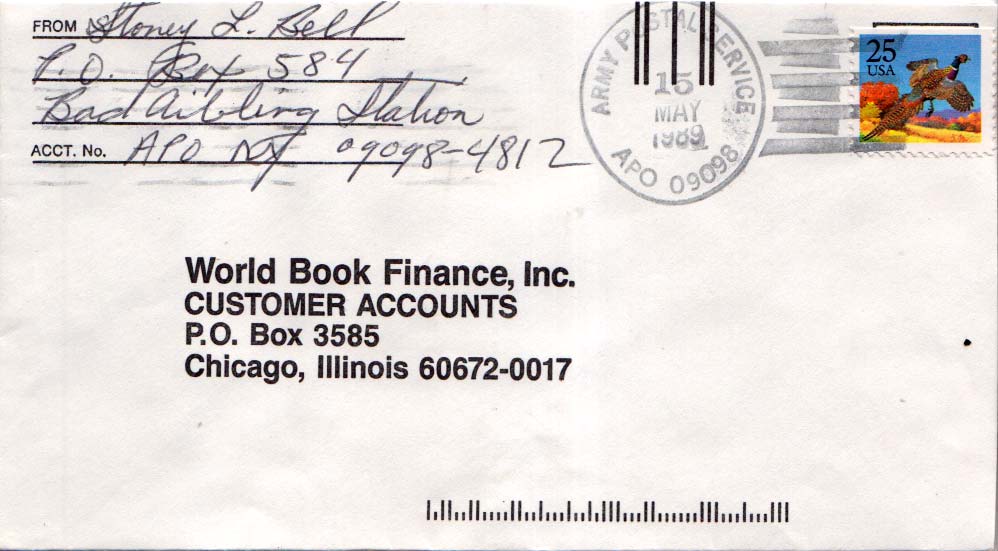 FROM Stoney L. Bell
P.O. Box 584
Bad Aibling Station
ACCT. No. APO NY 09098-4812
ARMY POSTAL SERVICE
15
MAY
1989
APO 09098
25
USA
World Book Finance, Inc.
CUSTOMER ACCOUNTS
P.O. Box 3585
Chicago, Illinois 60672-0017